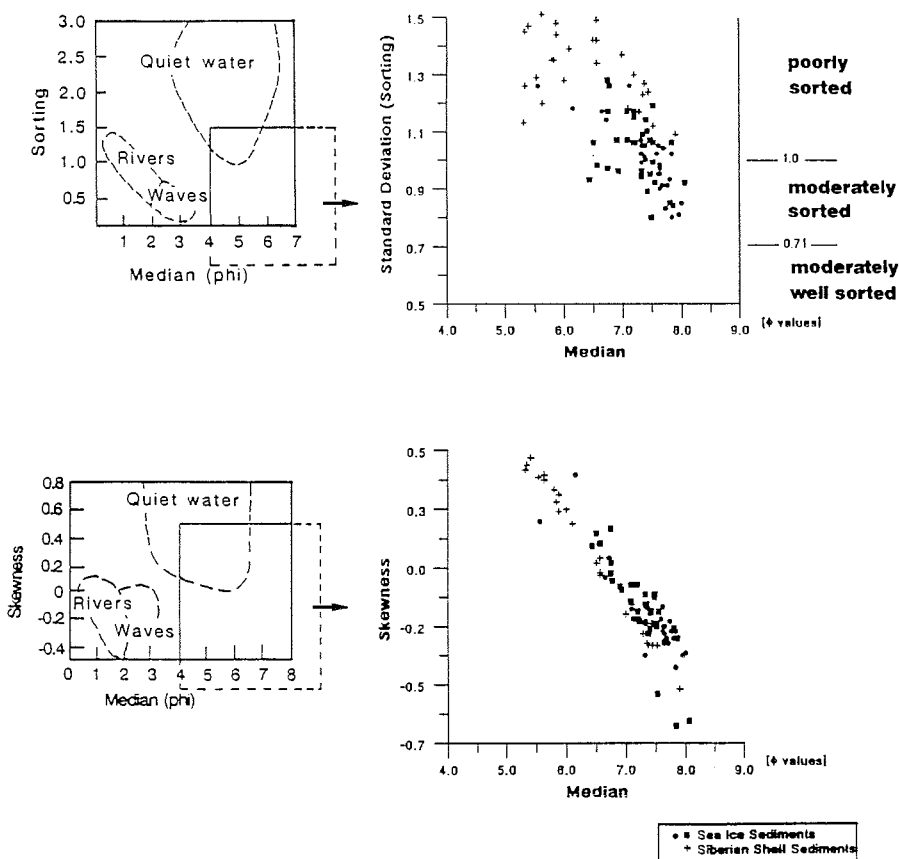 3.0
2.5
2.0
1.5
1.0
0.5
Sorting
Quiet water
Rivers
Waves
1 2 3 4 5 6 7
Median (phi)
1.5
1.3
1.1
0.9
0.7
0.5
Standard Deviation (Sorting)
4.0 5.0 6.0 7.0 8.0 9.0
[ϕ values]
Median
poorly
sorted
1.0
moderately
sorted
0.71
moderately
well sorted
0.8
0.6
0.4
0.2
0
-0.2
-0.4
Skewness
Quiet water
Rivers
Waves
0 1 2 3 4 5 6 7 8
Median (phi)
0.5
0.3
0.0
-0.2
-0.5
-0.7
Skewness
4.0 5.0 6.0 7.0 8.0 9.0
[ϕ values]
Median
● ■ Sea Ice Sediments
+ Siberian Shelf Sediments